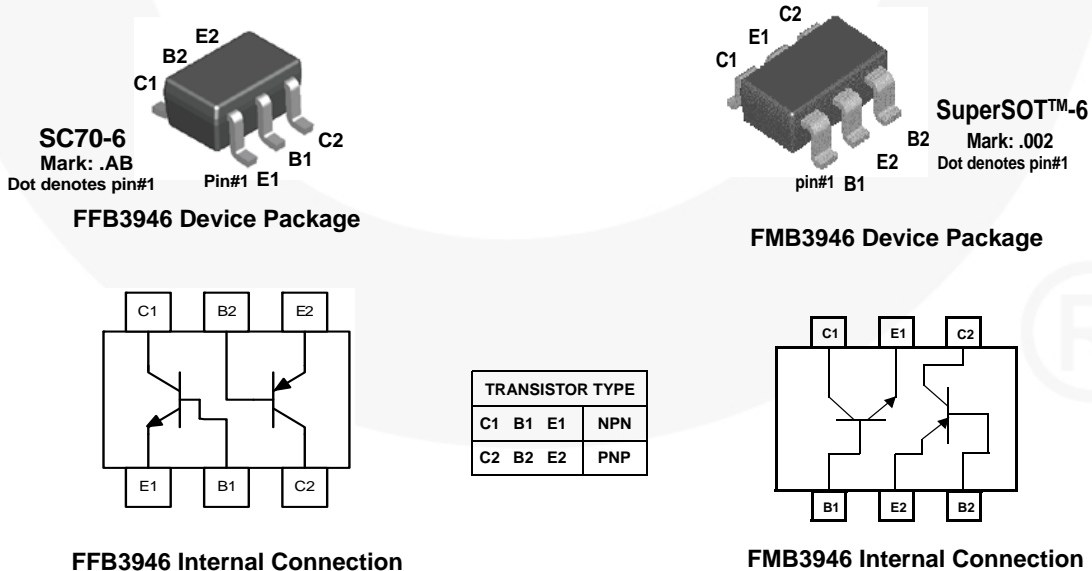 E2
B2
C1
SC70-6
Mark: .AB
Dot denotes pin#1
C2
B1
Pin#1 E1
FFB3946 Device Package
C2
E1
C1
SuperSOT™-6
Mark: .002
Dot denotes pin#1
B2
E2
pin#1 B1
FMB3946 Device Package
C1 B2 E2
E1 B1 C2
FFB3946 Internal Connection
TRANSISTOR TYPE
C1 B1 E1 NPN
C2 B2 E2 PNP
C1 E1 C2
B1 E2 B2
FMB3946 Internal Connection
®